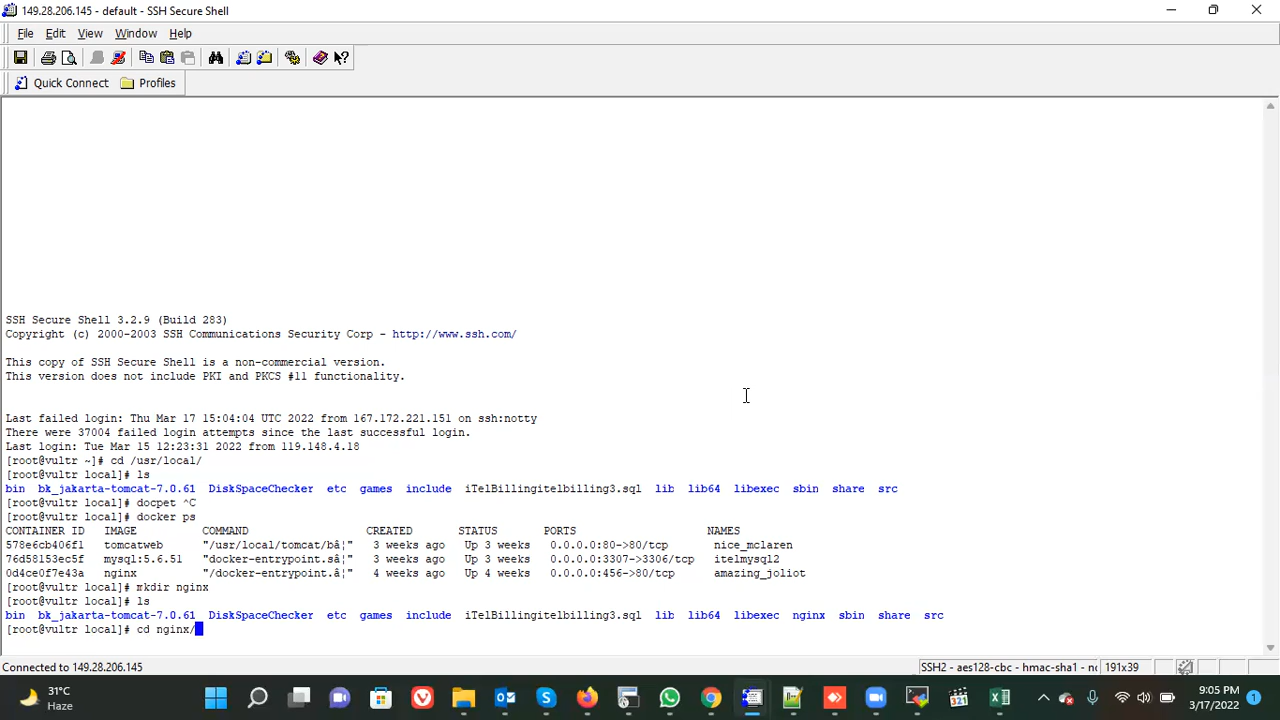 149.28.206.145 - default - SSH Secure Shell
File Edit View Window Help
Quick Connect Profiles
SSH Secure Shell 3.2.9 (Build 283)
Copyright (c) 2000-2003 SSH Communications Security Corp - http://www.ssh.com/
This copy of SSH Secure Shell is a non-commercial version.
This version does not include PKI and PKCS #11 functionality.
Last failed login: Thu Mar 17 15:04:04 UTC 2022 from 167.172.221.151 on ssh:notty
There were 37004 failed login attempts since the last successful login.
Last login: Tue Mar 15 12:23:31 2022 from 119.148.4.18
[root@vultr ~]# cd /usr/local/
[root@vultr local]# ls
bin bk_jakarta-tomcat-7.0.61 DiskSpaceChecker etc games include iTelBillingitelbilling3.sql lib lib64 libexec sbin share src
[root@vultr local]# docpet ^C
[root@vultr local]# docker ps
CONTAINER ID IMAGE COMMAND CREATED STATUS PORTS NAMES
578e6cb406f1 tomcatweb "/usr/local/tomcat/bâ¦" 3 weeks ago Up 3 weeks 0.0.0.0:80->80/tcp nice_mclaren
76d58153ec5f mysql:5.6.51 "docker-entrypoint.sâ¦" 3 weeks ago Up 3 weeks 0.0.0.0:3307->3306/tcp itelmysql2
0d4ce0f7e43a nginx "/docker-entrypoint.â¦" 4 weeks ago Up 4 weeks 0.0.0.0:456->80/tcp amazing_joliot
[root@vultr local]# mkdir nginx
[root@vultr local]# ls
bin bk_jakarta-tomcat-7.0.61 DiskSpaceChecker etc games include iTelBillingitelbilling3.sql lib lib64 libexec nginx sbin share src
[root@vultr local]# cd nginx/
Connected to 149.28.206.145 SSH2 - aes128-cbc - hmac-sha1 - nc 191x39
31°C
Haze
321
9:05 PM
3/17/2022
1